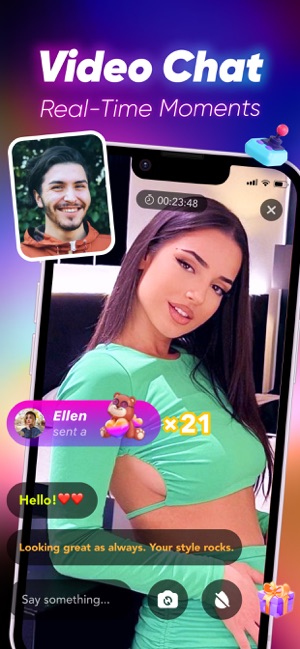 Video Chat
Real-Time Moments
00:23:48
Ellen
sent a
×21
Hello!❤️❤️
Looking great as always. Your style rocks.
Say something...